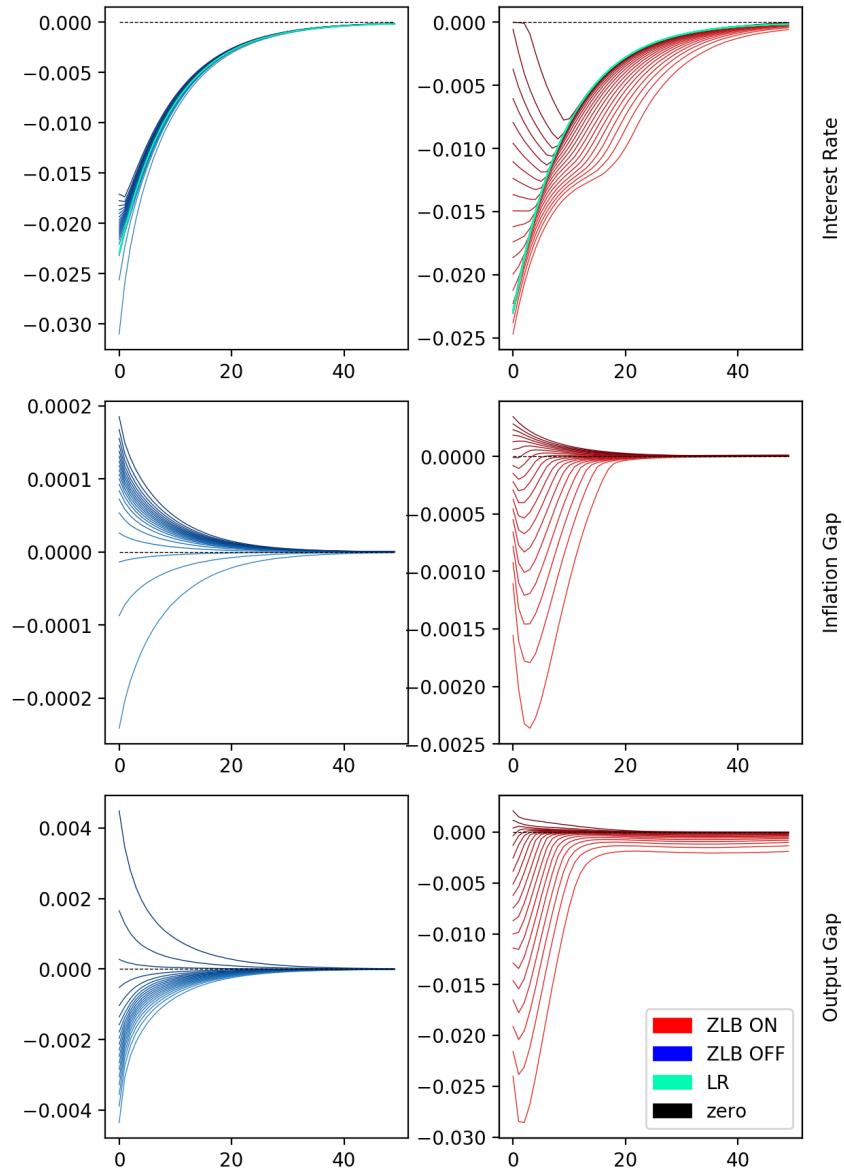 0.000
−0.005
−0.010
−0.015
−0.020
−0.025
−0.030
0 20 40
0.000
−0.005
−0.010
−0.015
−0.020
−0.025
0 20 40
Interest Rate
0.0002
0.0001
0.0000
−0.0001
−0.0002
0 20 40
0.0000
−0.0005
−0.0010
−0.0015
−0.0020
−0.0025
0 20 40
Inflation Gap
0.004
0.002
0.000
−0.002
−0.004
0 20 40
0.000
−0.005
−0.010
−0.015
−0.020
−0.025
−0.030
0 20 40
Output Gap
ZLB ON
ZLB OFF
LR
zero